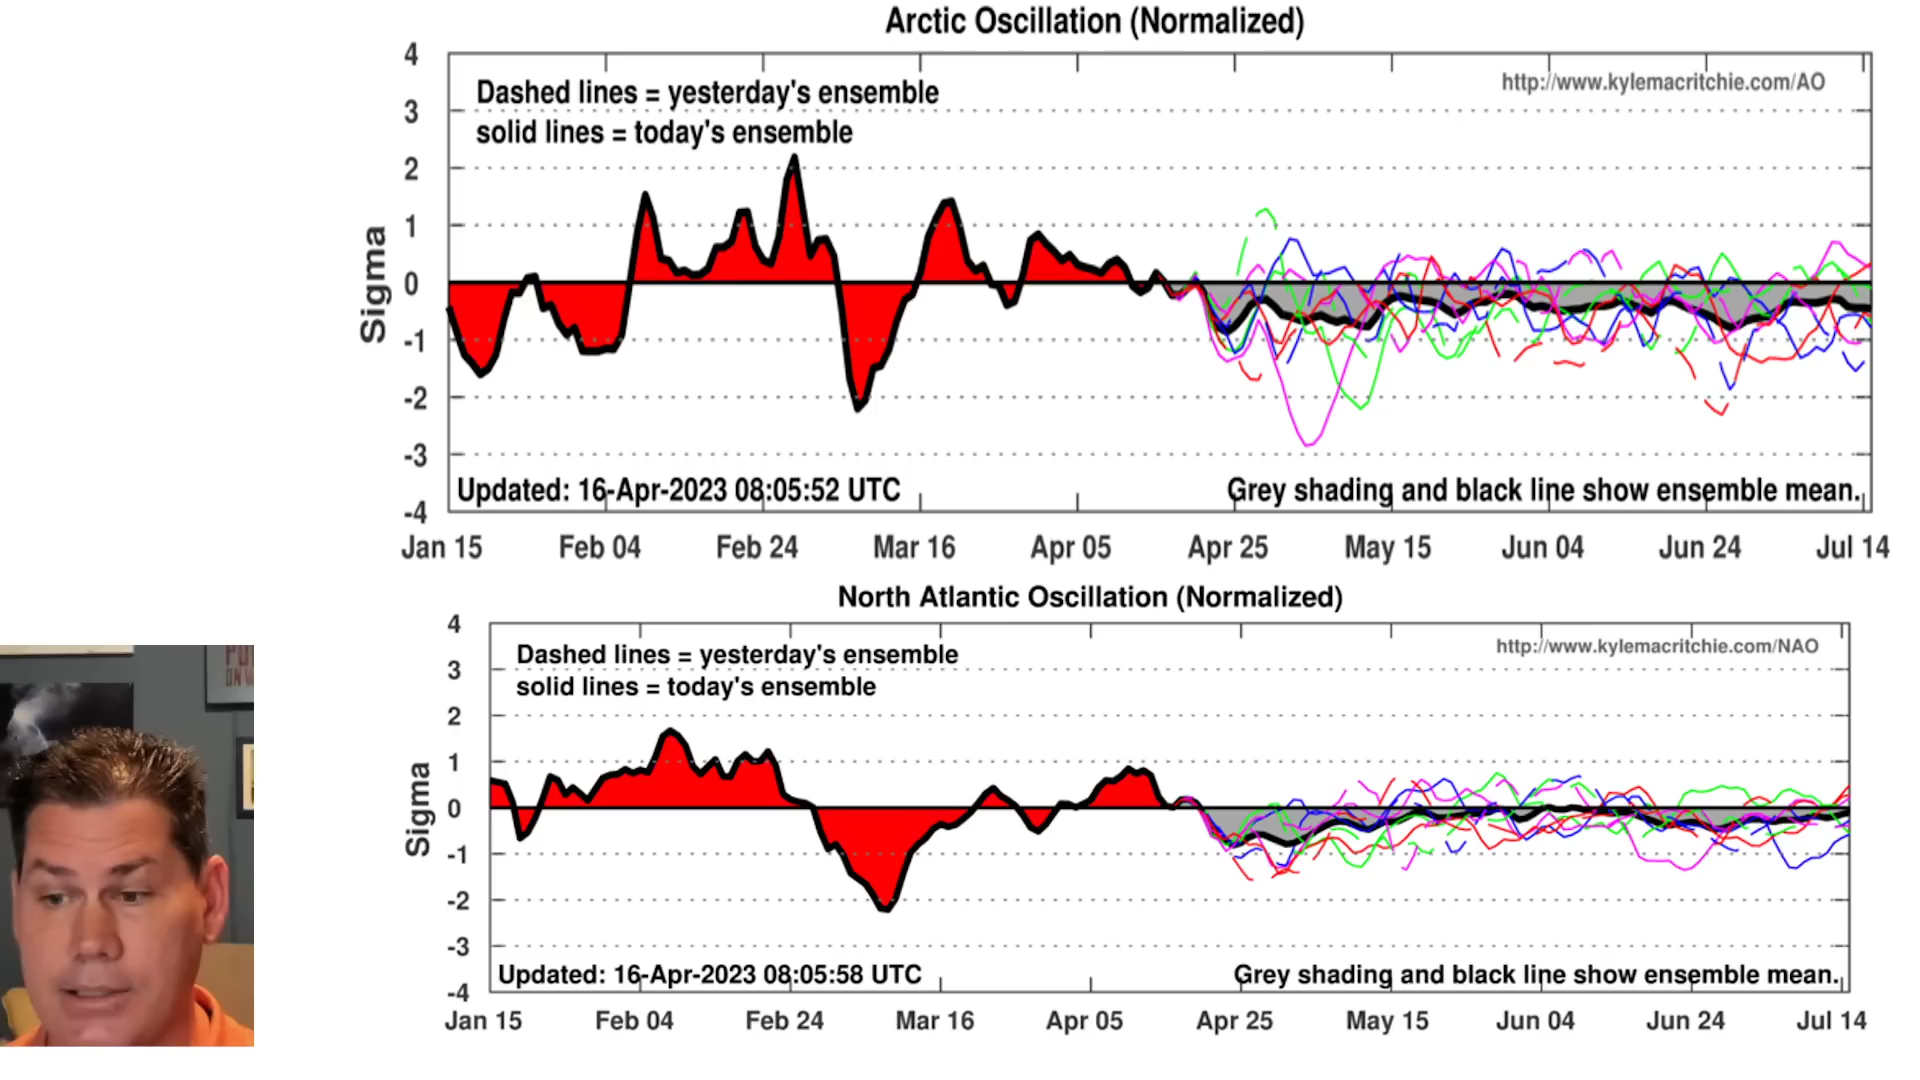 Arctic Oscillation (Normalized)
4
Dashed lines = yesterday's ensemble
http://www.kylemacritchie.com/AO
3
solid lines = today's ensemble
2
1
Sigma
0
-1
-2
-3
Updated: 16-Apr-2023 08:05:52 UTC
Grey shading and black line show ensemble mean.
-4
Jan 15 Feb 04 Feb 24 Mar 16 Apr 05 Apr 25 May 15 Jun 04 Jun 24 Jul 14
North Atlantic Oscillation (Normalized)
4
Dashed lines = yesterday's ensemble
http://www.kylemacritchie.com/NAO
3
solid lines = today's ensemble
2
1
Sigma
0
-1
-2
-3
Updated: 16-Apr-2023 08:05:58 UTC
Grey shading and black line show ensemble mean.
-4
Jan 15 Feb 04 Feb 24 Mar 16 Apr 05 Apr 25 May 15 Jun 04 Jun 24 Jul 14